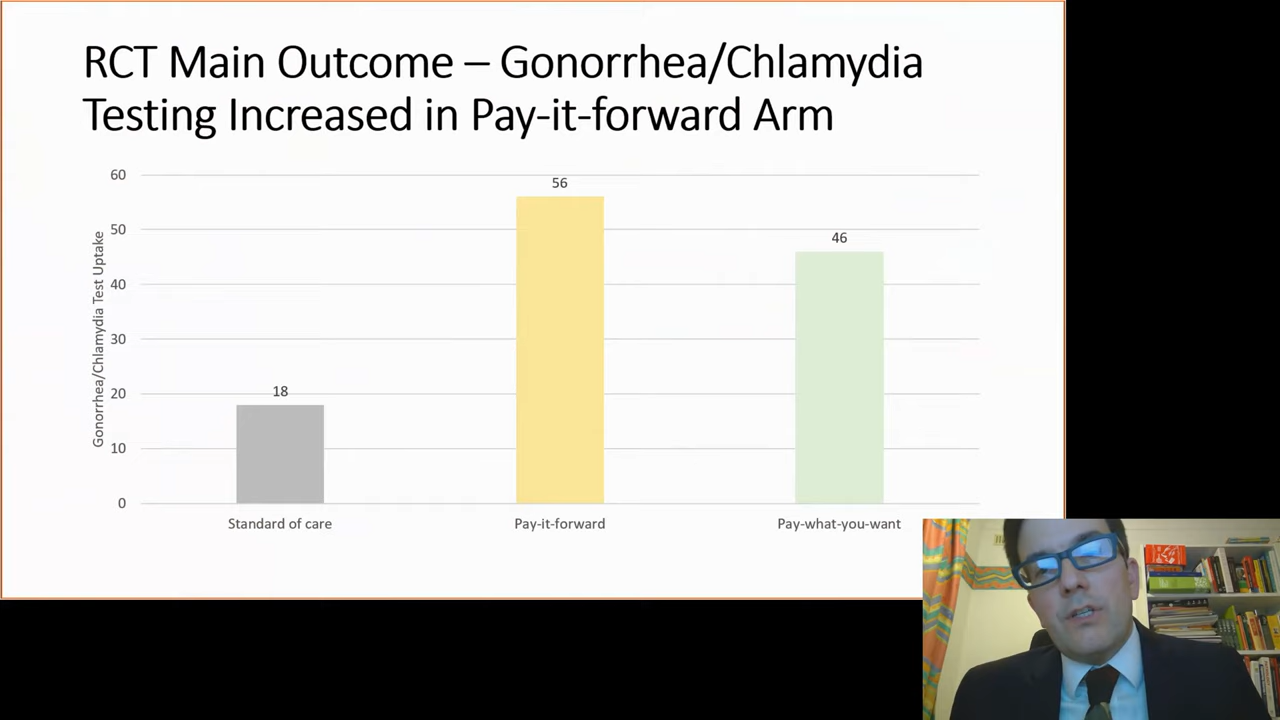 RCT Main Outcome – Gonorrhea/Chlamydia
Testing Increased in Pay-it-forward Arm
Gonorrhea/Chlamydia Test Uptake
60
50
40
30
20
10
0
18
56
46
Standard of care
Pay-it-forward
Pay-what-you-want